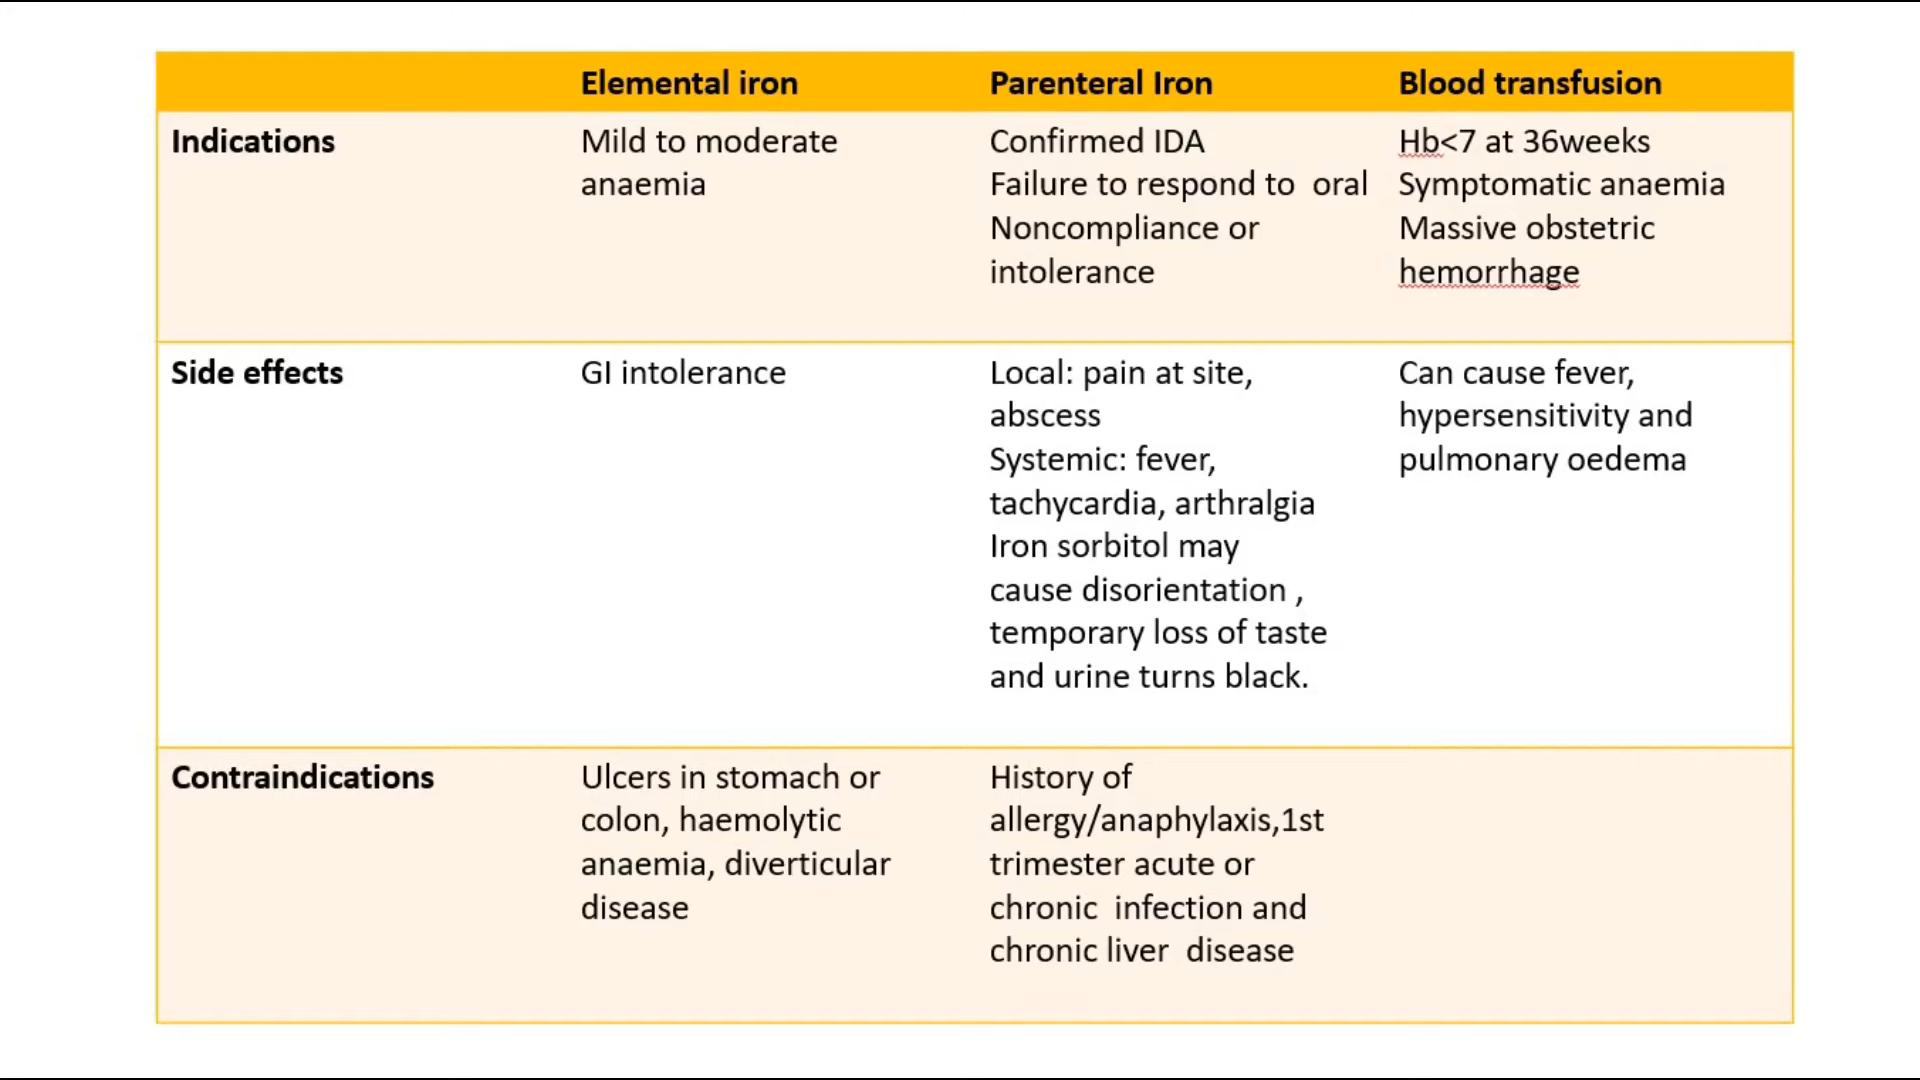 Elemental iron Parenteral Iron Blood transfusion
Indications
Mild to moderate
anaemia
Confirmed IDA
Failure to respond to  oral
Noncompliance or
intolerance
Hb<7 at 36weeks
Symptomatic anaemia
Massive obstetric
hemorrhage
Side effects
GI intolerance
Local: pain at site,
abscess
Systemic: fever,
tachycardia, arthralgia
Iron sorbitol may
cause disorientation ,
temporary loss of taste
and urine turns black.
Can cause fever,
hypersensitivity and
pulmonary oedema
Contraindications
Ulcers in stomach or
colon, haemolytic
anaemia, diverticular
disease
History of
allergy/anaphylaxis,1st
trimester acute or
chronic  infection and
chronic liver  disease